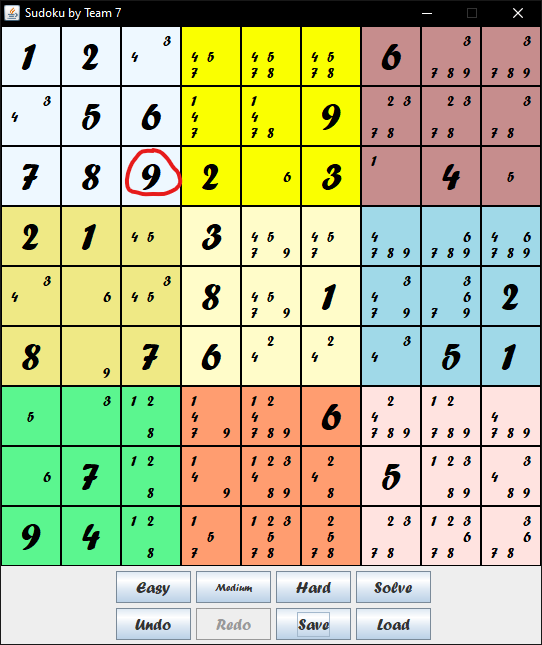 Sudoku by Team 7
3 3 3
1 2 4 4 5 4 5 4 5 6
7 8 7 8 7 8 9 7 8 9
3 1 1 2 3 2 3 3
4 5 6 4 4 9
7 7 8 7 8 7 8 7 8
1
7 8 9 2 6 3 4 5
2 1 4 5 3 4 5 4 5 4 6 4 6
7 9 7 7 8 9 7 8 9 7 8 9
3 3 3 3
4 6 4 5 8 4 5 1 4 6 2
7 9 7 9 7 9
2 2 3
8 7 6 4 4 4 5 1
9
3 1 2 1 1 2 2 1 2
5 4 4 6 4 4
8 7 9 7 8 9 7 8 9 7 8 9 7 8 9
1 2 1 1 2 3 2 1 2 3 3
6 7 4 4 4 5 4
8 9 8 9 8 8 9 8 9
1 2 1 1 2 3 2 2 3 1 2 3 3
9 4 5 5 5 6 6
8 7 7 8 7 8 7 8 7 8 7 8
Easy Medium Hard Solve
Undo Redo Save Load